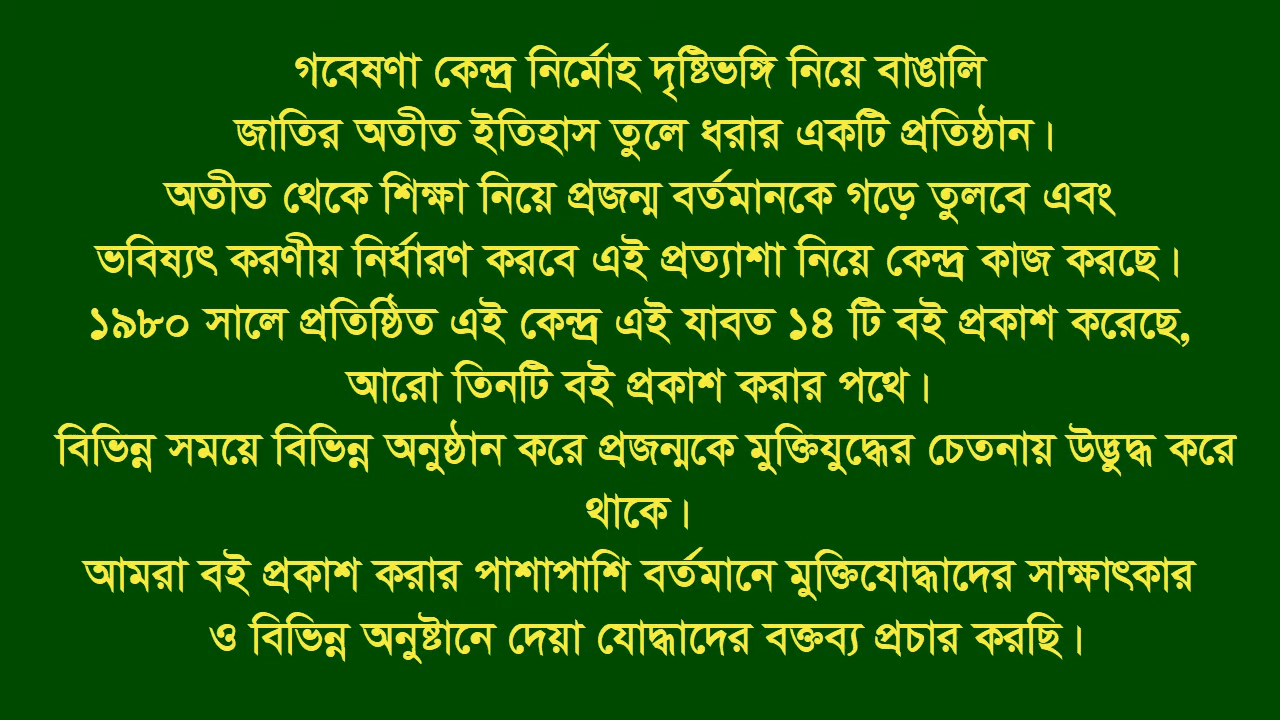 গবেষণা কেন্দ্র নির্মোহ দৃষ্টিভঙ্গি নিয়ে বাঙালি
জাতির অতীত ইতিহাস তুলে ধরার একটি প্রতিষ্ঠান।
অতীত থেকে শিক্ষা নিয়ে প্রজন্ম বর্তমানকে গড়ে তুলবে এবং
ভবিষ্যৎ করণীয় নির্ধারণ করবে এই প্রত্যাশা নিয়ে কেন্দ্র কাজ করছে।
১৯৮০ সালে প্রতিষ্ঠিত এই কেন্দ্র এই যাবত ১৪ টি বই প্রকাশ করেছে,
আরো তিনটি বই প্রকাশ করার পথে।
বিভিন্ন সময়ে বিভিন্ন অনুষ্ঠান করে প্রজন্মকে মুক্তিযুদ্ধের চেতনায় উদ্ভুদ্ধ করে
থাকে।
আমরা বই প্রকাশ করার পাশাপাশি বর্তমানে মুক্তিযোদ্ধাদের সাক্ষাৎকার
ও বিভিন্ন অনুষ্টানে দেয়া যোদ্ধাদের বক্তব্য প্রচার করছি।